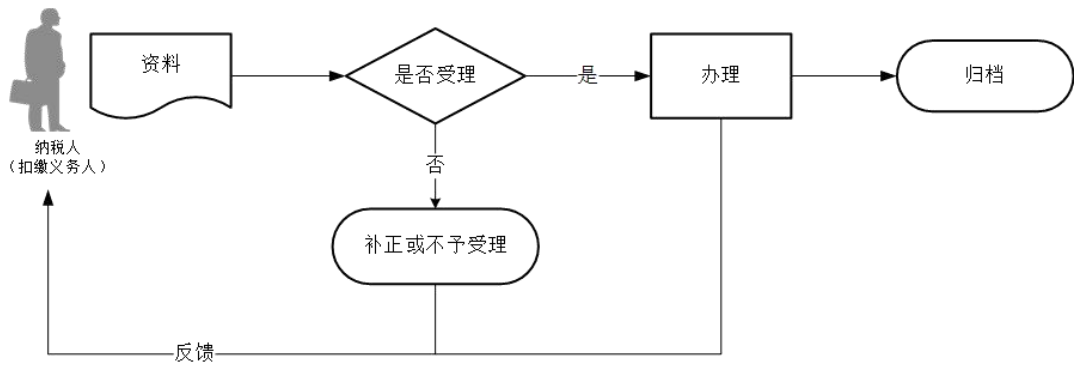 资料
是否受理
是
办理
归档
纳税人
（扣缴义务人）
否
补正或不予受理
反馈